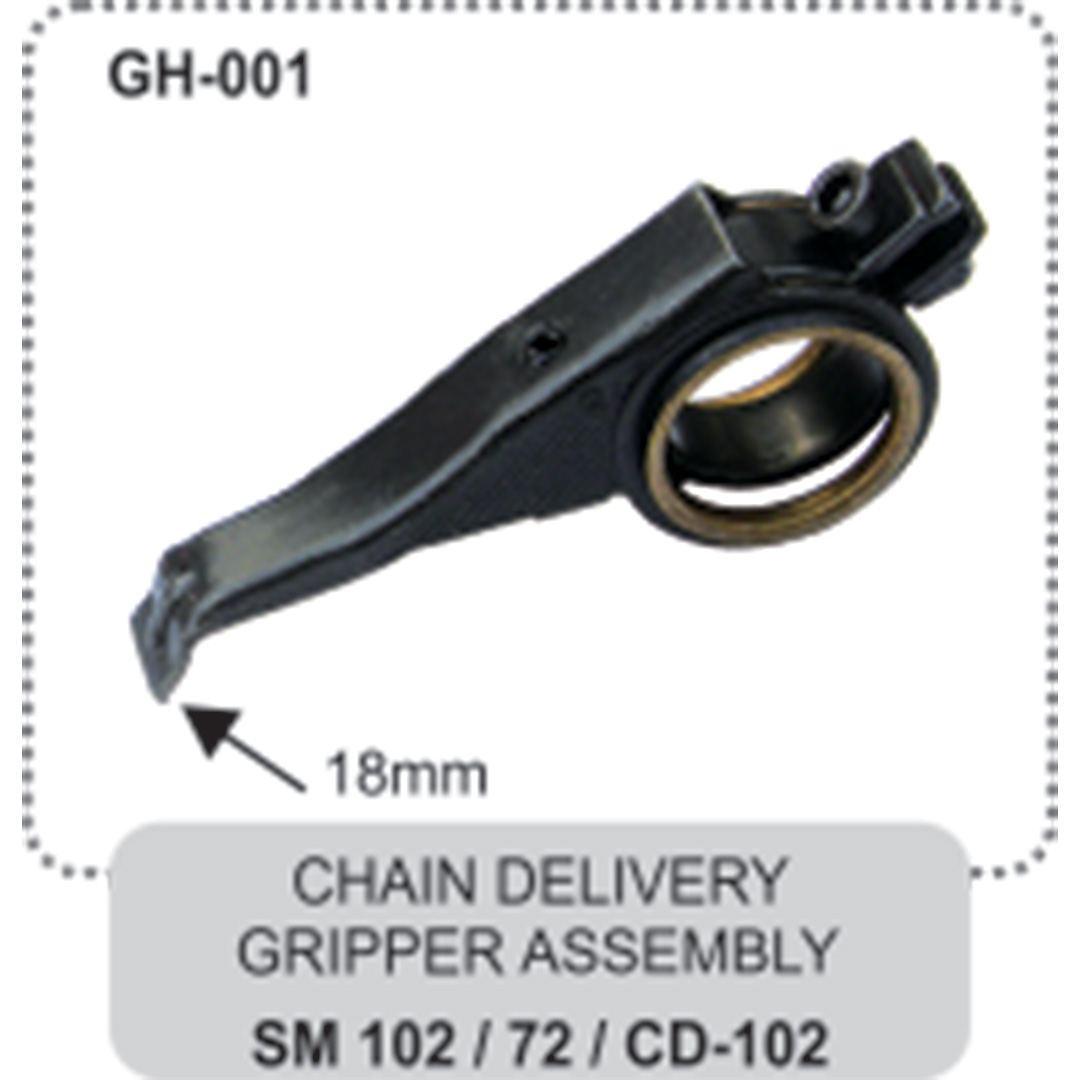 GH-001
18mm
CHAIN DELIVERY
GRIPPER ASSEMBLY
SM 102 / 72 / CD-102